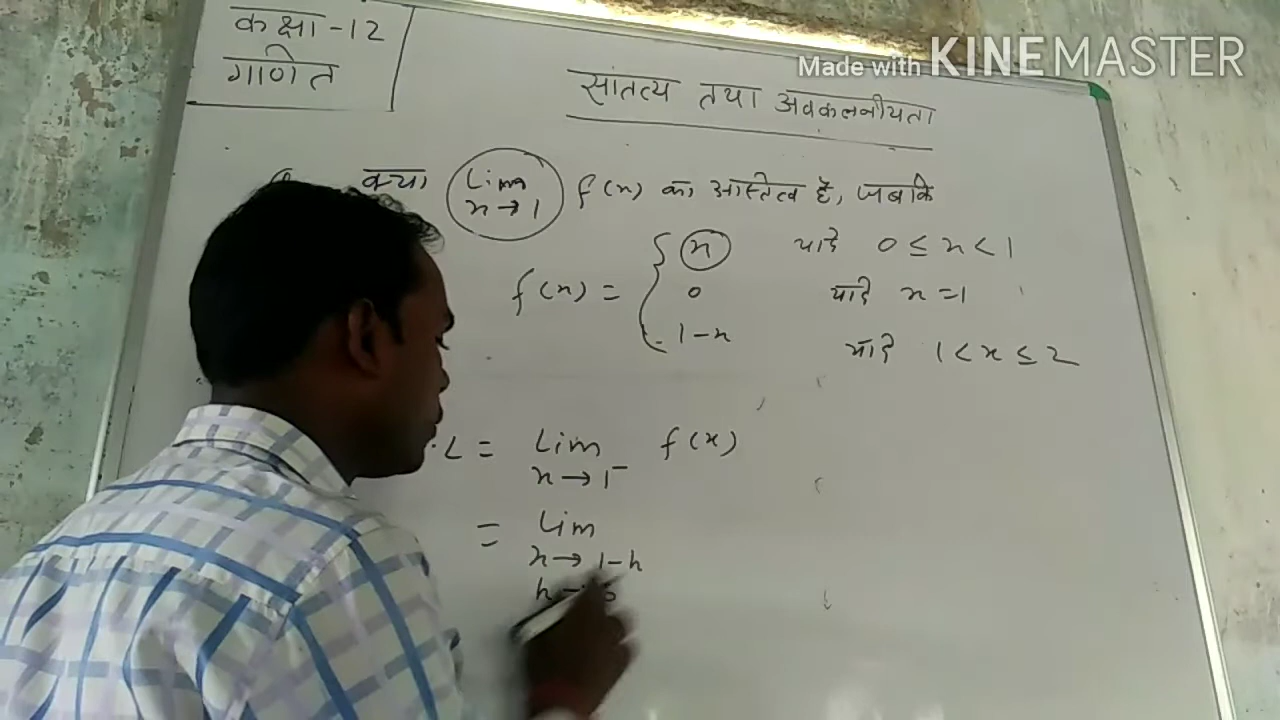 Made with KINEMASTER
कक्षा-12
गणित
सांतत्य तथा अवकलनीयता
क्या Lim x→1 f(x) का अस्तित्व है, जबकि
f(x) = { x यदि 0 ≤ x < 1
0 यदि x = 1
1-x यदि 1 < x ≤ 2
.L = Lim x→1⁻ f(x)
= Lim x→1-h
h→0